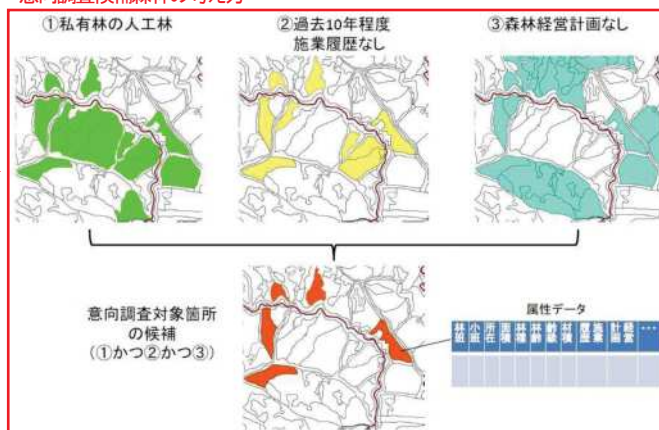 ①私有林の人工林
②過去10年程度
施業履歴なし
③森林経営計画なし
意向調査対象箇所
の候補
(①かつ②かつ③))
属性データ
林班
小班
所在
面積
林種
林齢
齢級
材積
施業履歴
経営計画
•••